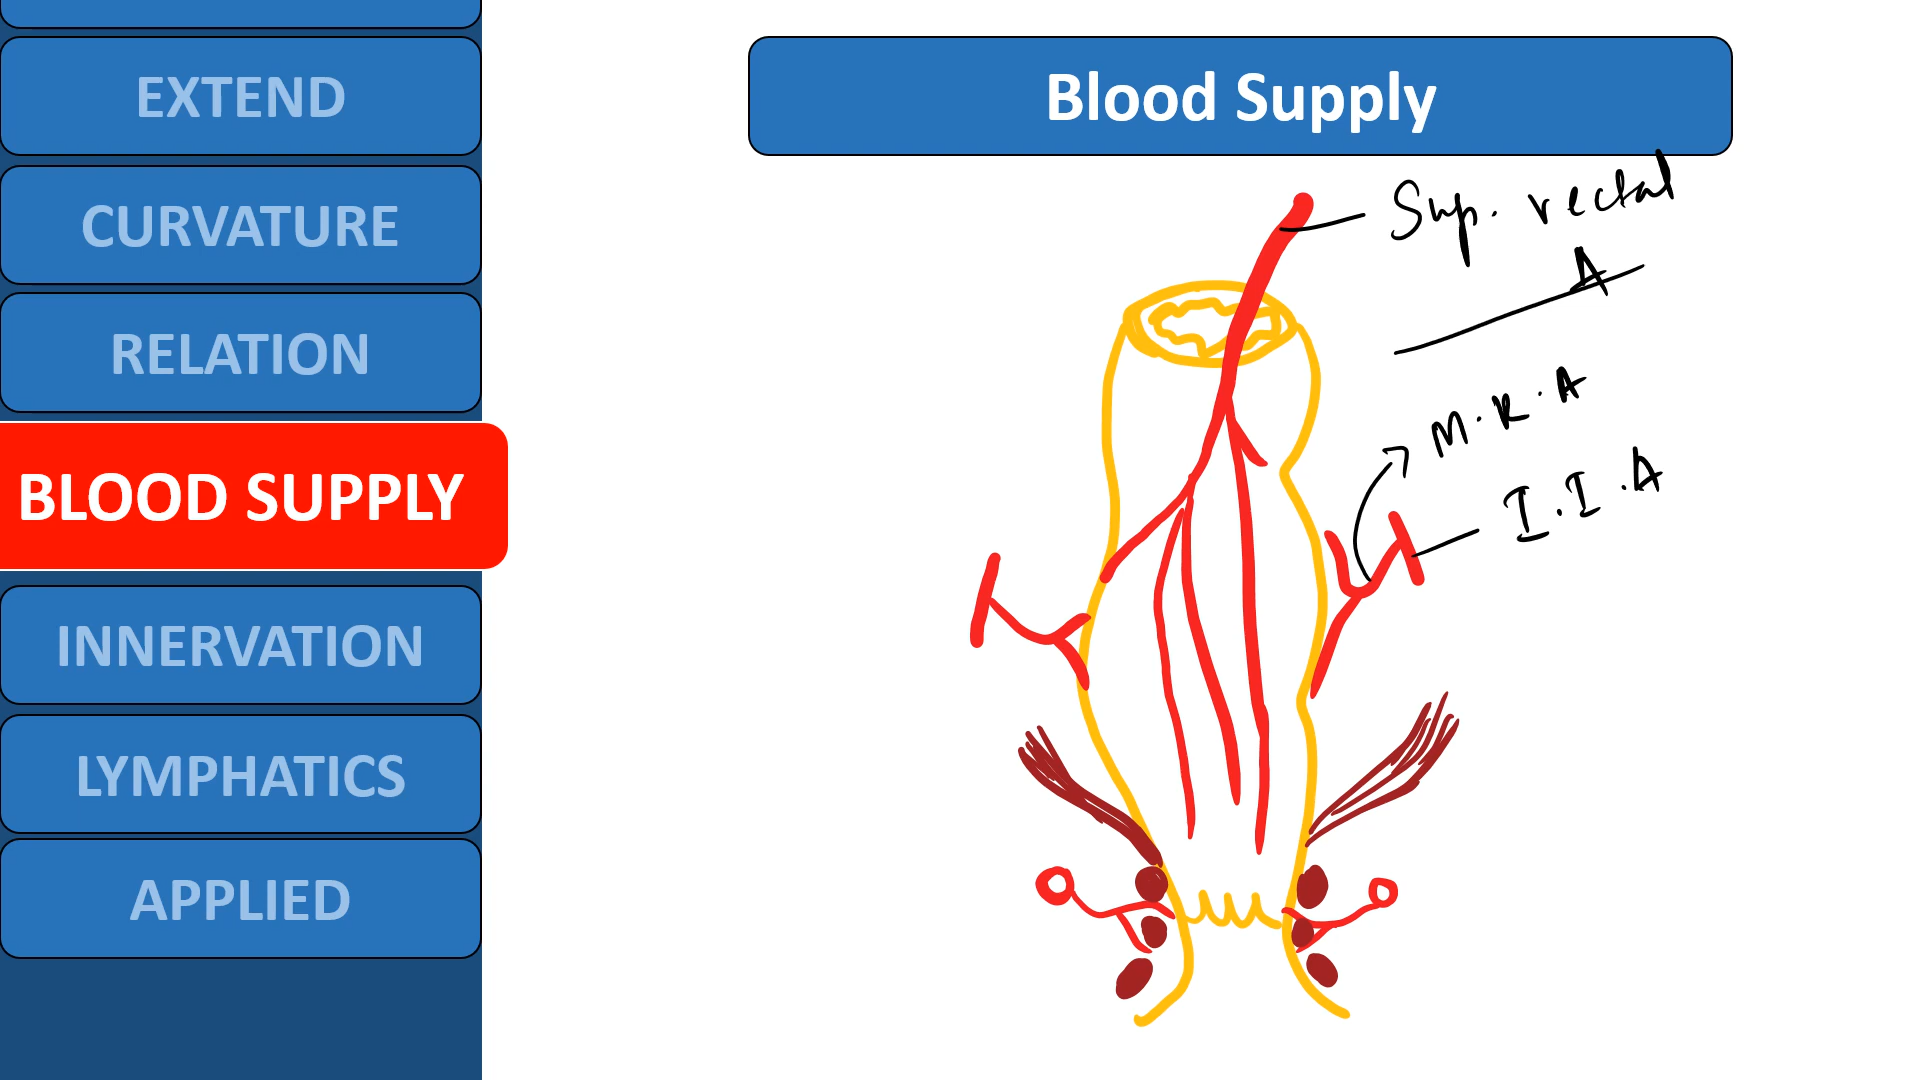 EXTEND
CURVATURE
RELATION
BLOOD SUPPLY
INNERVATION
LYMPHATICS
APPLIED
Blood Supply
Sup. rectal
A
M.R.A
I.I.A